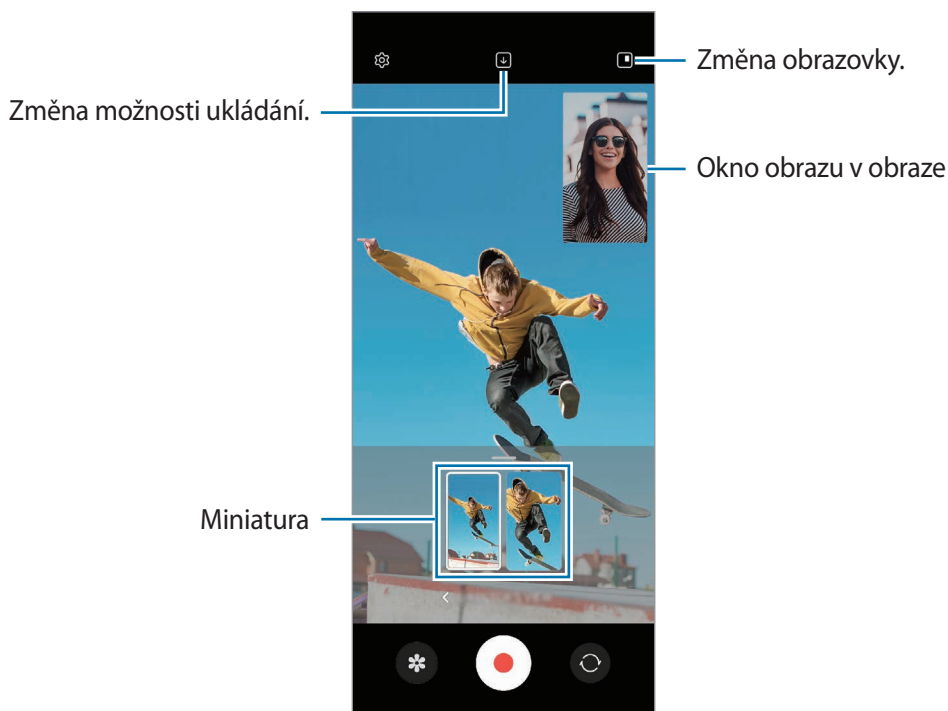 Změna obrazovky.
Změna možnosti ukládání.
Okno obrazu v obraze
Miniatura